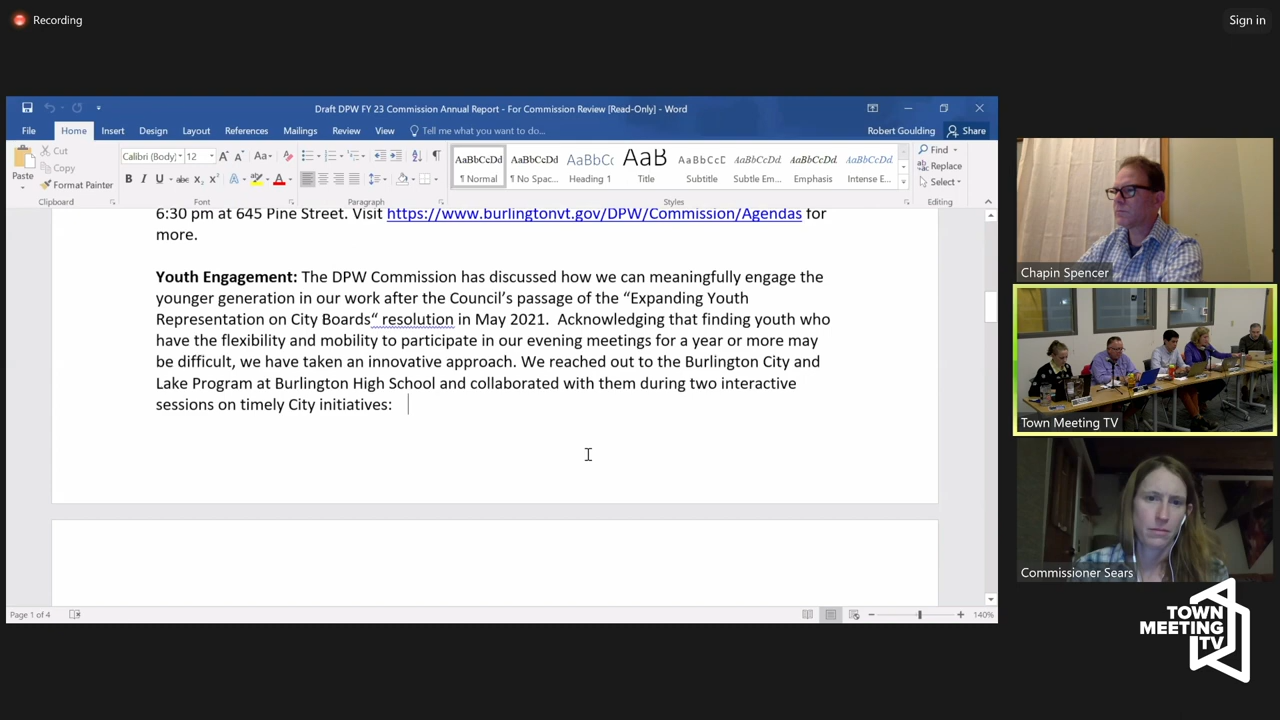 Recording
Sign in
Draft DPW FY 23 Commission Annual Report - For Commission Review [Read-Only] - Word
File Home Insert Design Layout References Mailings Review View Tell me what you want to do... Robert Goulding Share
Paste
Cut
Copy
Format Painter
Clipboard
Calibri (Body) 12
Font
Paragraph
AaBbCcDd AaBbCcDd AaBbCc AaB AaBbCcC AaBbCcDd AaBbCcDd AaBbCcDd
¶ Normal ¶ No Spac... Heading 1 Title Subtitle Subtle Em... Emphasis Intense E...
Styles
Find
Replace
Select
Editing
6:30 pm at 645 Pine Street. Visit https://www.burlingtonvt.gov/DPW/Commission/Agendas for
more.
Youth Engagement: The DPW Commission has discussed how we can meaningfully engage the
younger generation in our work after the Council’s passage of the “Expanding Youth
Representation on City Boards“ resolution in May 2021.  Acknowledging that finding youth who
have the flexibility and mobility to participate in our evening meetings for a year or more may
be difficult, we have taken an innovative approach. We reached out to the Burlington City and
Lake Program at Burlington High School and collaborated with them during two interactive
sessions on timely City initiatives:
Page 1 of 4
140%
Chapin Spencer
Town Meeting TV
Commissioner Sears
TOWN
MEETING
TV